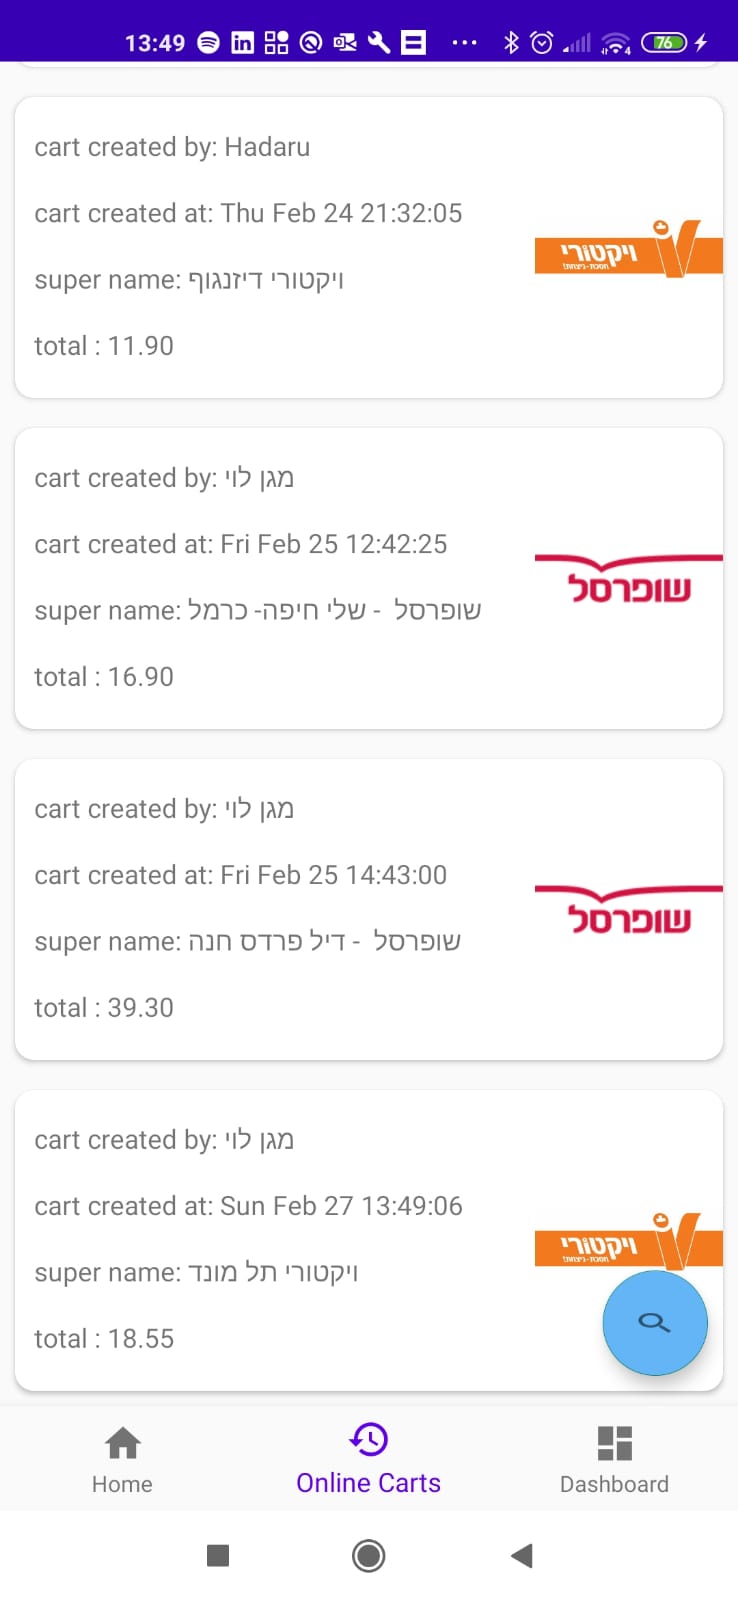 13:49
76
cart created by: Hadaru
cart created at: Thu Feb 24 21:32:05
super name: ויקטורי דיזנגוף
total : 11.90
ויקטורי
cart created by: מגן לוי
cart created at: Fri Feb 25 12:42:25
super name: שופרסל - שלי חיפה- כרמל
total : 16.90
שופרסל
cart created by: מגן לוי
cart created at: Fri Feb 25 14:43:00
super name: שופרסל - דיל פרדס חנה
total : 39.30
שופרסל
cart created by: מגן לוי
cart created at: Sun Feb 27 13:49:06
super name: ויקטורי תל מונד
total : 18.55
ויקטורי
Home
Online Carts
Dashboard